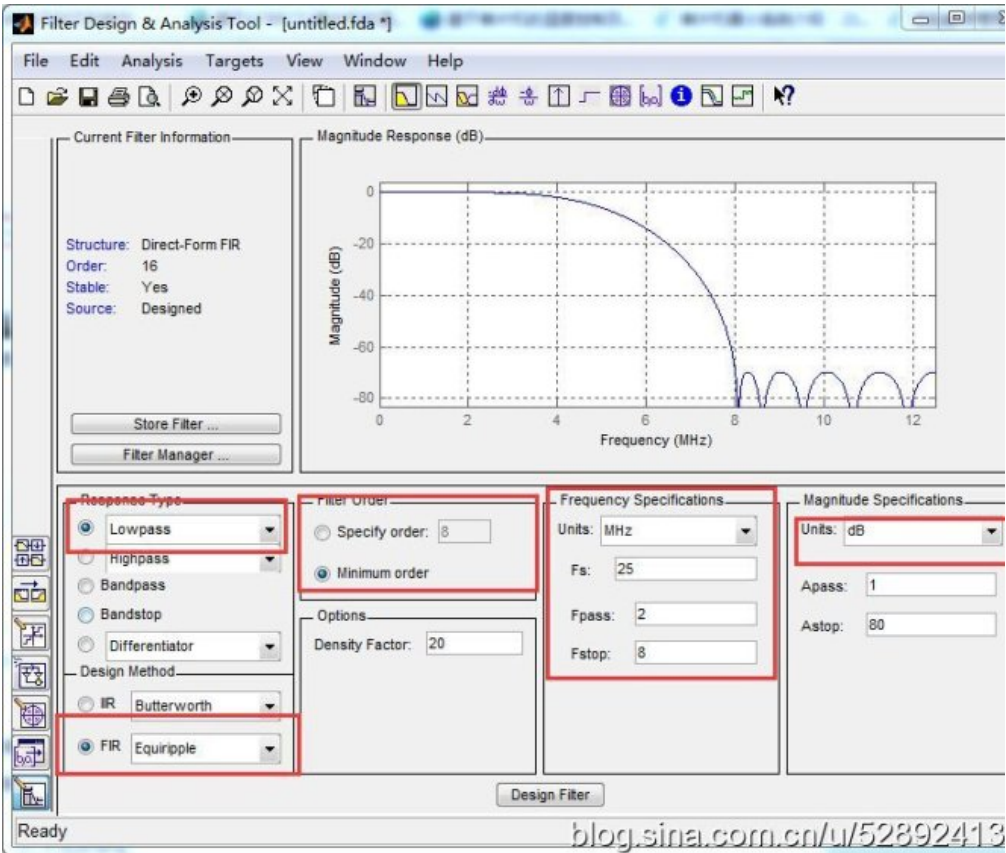 Filter Design & Analysis Tool - [untitled.fda *]
File Edit Analysis Targets View Window Help
Current Filter Information
Structure: Direct-Form FIR
Order: 16
Stable: Yes
Source: Designed
Store Filter ...
Filter Manager ...
Magnitude Response (dB)
Magnitude (dB)
0
-20
-40
-60
-80
0 2 4 6 8 10 12
Frequency (MHz)
Response Type
Lowpass
Highpass
Bandpass
Bandstop
Differentiator
Design Method
IIR Butterworth
FIR Equiripple
Filter Order
Specify order: 8
Minimum order
Options
Density Factor: 20
Frequency Specifications
Units: MHz
Fs: 25
Fpass: 2
Fstop: 8
Magnitude Specifications
Units: dB
Apass: 1
Astop: 80
Design Filter
Ready
blog.sina.com.cn/u/52892413